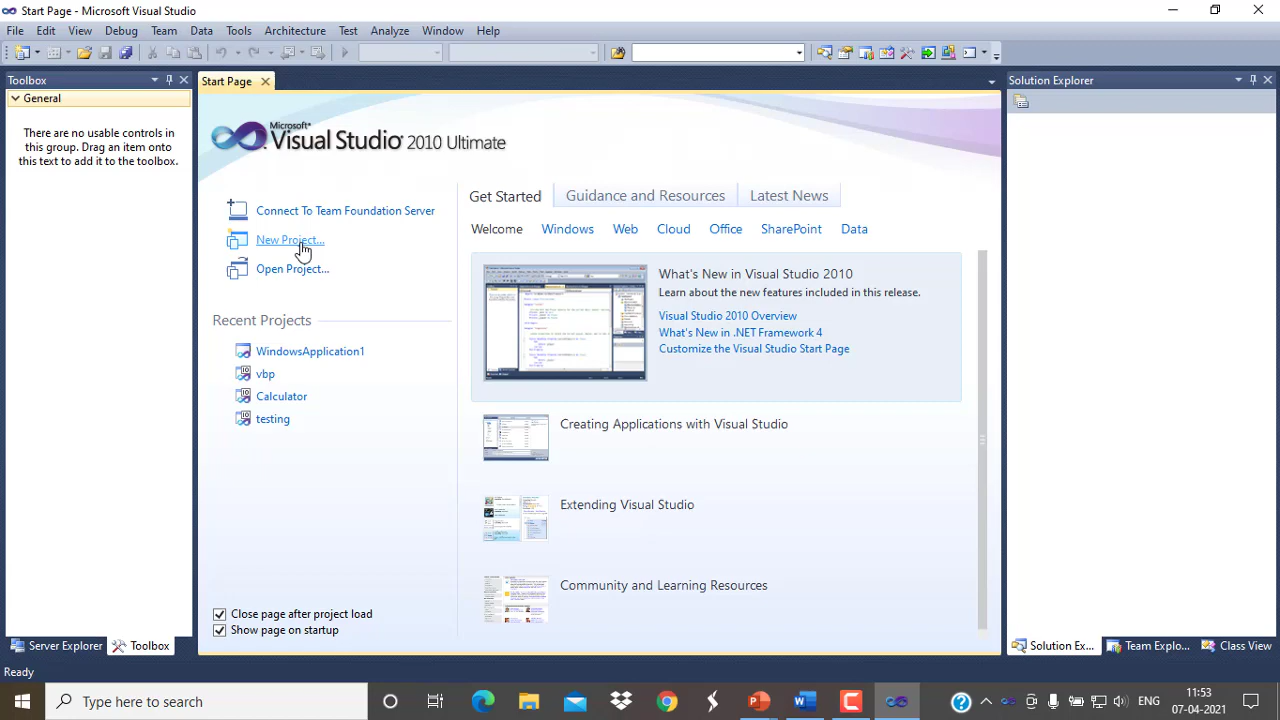 Start Page - Microsoft Visual Studio
File Edit View Debug Team Data Tools Architecture Test Analyze Window Help
Toolbox
General
There are no usable controls in
this group. Drag an item onto
this text to add it to the toolbox.
Server Explorer
Toolbox
Start Page
Microsoft®
Visual Studio® 2010 Ultimate
Connect To Team Foundation Server
New Project...
Open Project...
Recent Projects
WindowsApplication1
vbp
Calculator
testing
Close page after project load
Show page on startup
Get Started Guidance and Resources Latest News
Welcome Windows Web Cloud Office SharePoint Data
What's New in Visual Studio 2010
Learn about the new features included in this release.
Visual Studio 2010 Overview
What's New in .NET Framework 4
Customize the Visual Studio Start Page
Creating Applications with Visual Studio
Extending Visual Studio
Community and Learning Resources
Solution Explorer
Solution Ex... Team Explo... Class View
Ready
Type here to search
ENG
11:53
07-04-2021